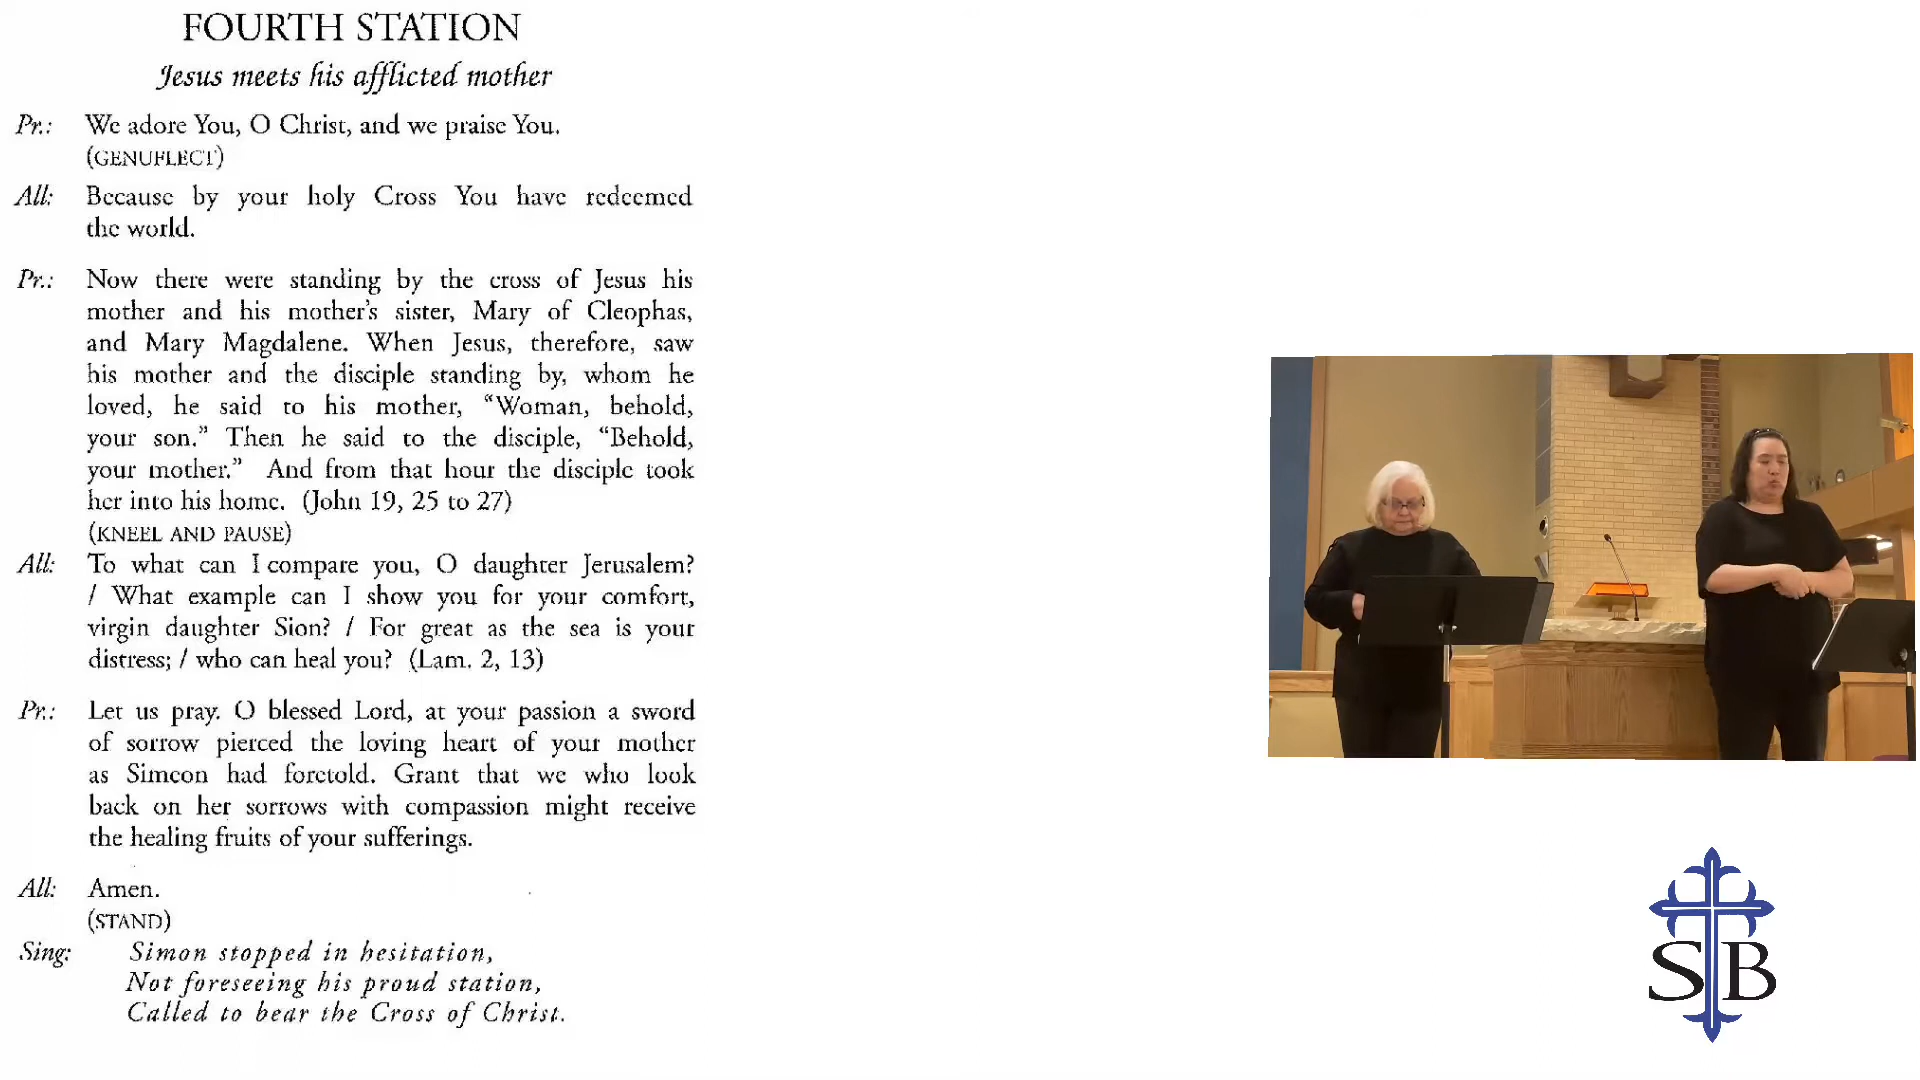 FOURTH STATION
Jesus meets his afflicted mother
Pr.: We adore You, O Christ, and we praise You.
(GENUFLECT)
All: Because by your holy Cross You have redeemed
the world.
Pr.: Now there were standing by the cross of Jesus his
mother and his mother's sister, Mary of Cleophas,
and Mary Magdalene. When Jesus, therefore, saw
his mother and the disciple standing by, whom he
loved, he said to his mother, “Woman, behold,
your son.” Then he said to the disciple, “Behold,
your mother.” And from that hour the disciple took
her into his home. (John 19, 25 to 27)
(KNEEL AND PAUSE)
All: To what can I compare you, O daughter Jerusalem?
/ What example can I show you for your comfort,
virgin daughter Sion? / For great as the sea is your
distress; / who can heal you? (Lam. 2, 13)
Pr.: Let us pray. O blessed Lord, at your passion a sword
of sorrow pierced the loving heart of your mother
as Simeon had foretold. Grant that we who look
back on her sorrows with compassion might receive
the healing fruits of your sufferings.
All: Amen.
(STAND)
Sing: Simon stopped in hesitation,
Not foreseeing his proud station,
Called to bear the Cross of Christ.
SB